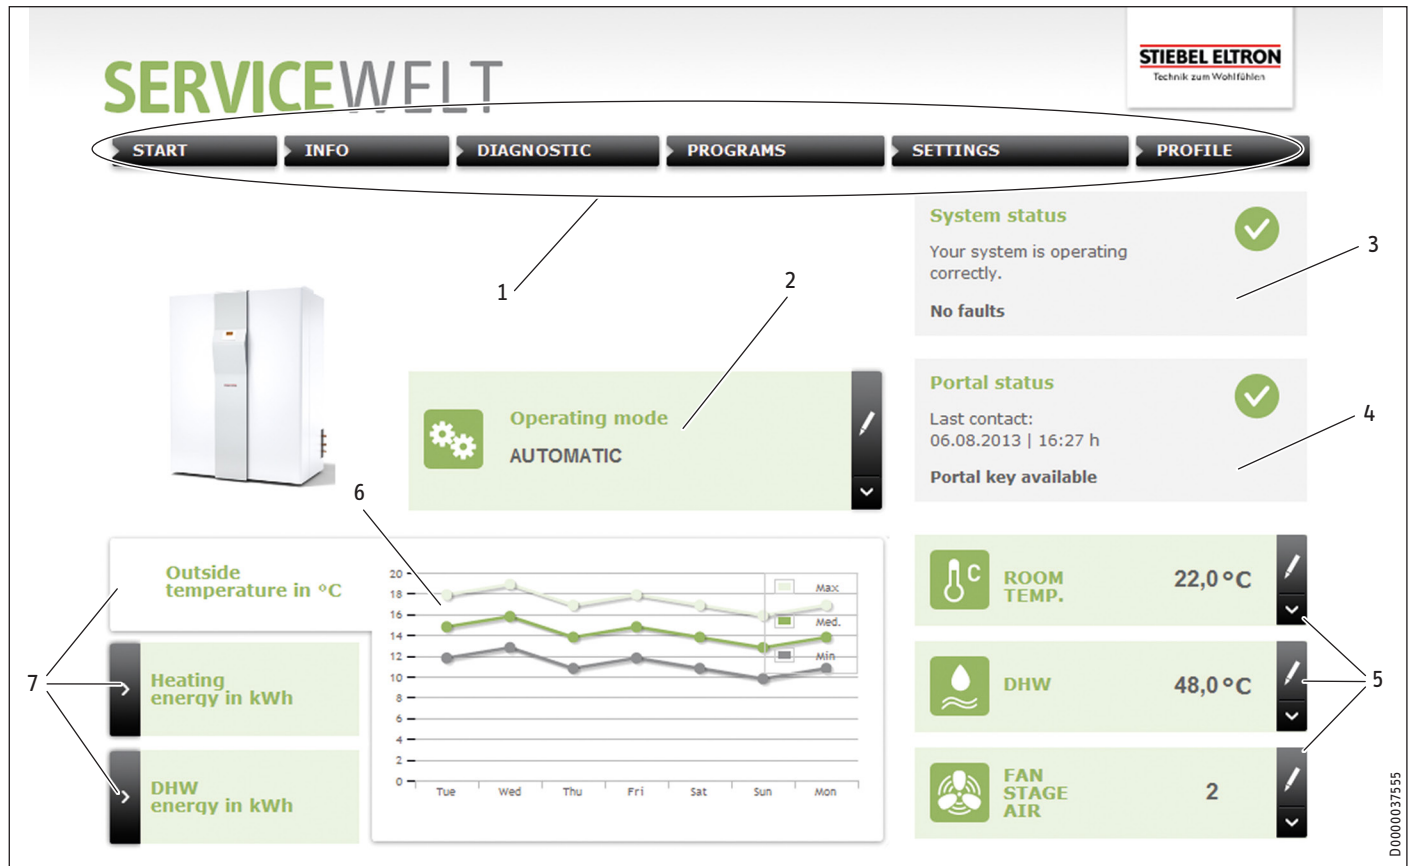 STIEBEL ELTRON
Technik zum Wohlfühlen
SERVICEWELT
START
INFO
DIAGNOSTIC
PROGRAMS
SETTINGS
PROFILE
1
2
System status
Your system is operating
correctly.
No faults
3
Operating mode
AUTOMATIC
Portal status
Last contact:
06.08.2013 | 16:27 h
Portal key available
4
6
Outside
temperature in °C
Heating
energy in kWh
DHW
energy in kWh
7
20
18
16
14
12
10
8
6
4
2
0
Tue
Wed
Thu
Fri
Sat
Sun
Mon
Max
Med.
Min
C
ROOM
TEMP.
22,0 °C
DHW
48,0 °C
FAN
STAGE
AIR
2
5
D0000037555